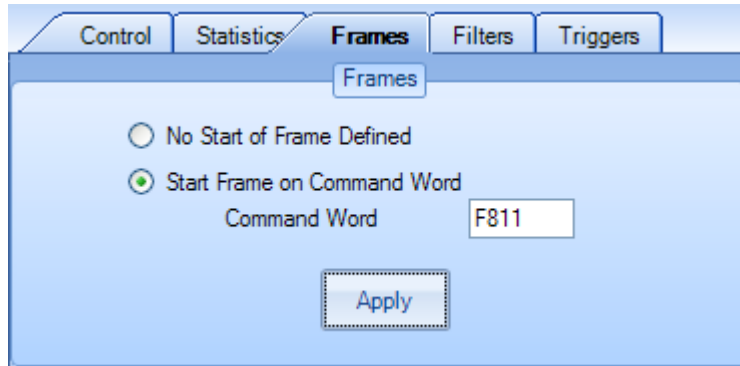 Control Statistics Frames Filters Triggers
Frames
No Start of Frame Defined
Start Frame on Command Word
Command Word F811
Apply